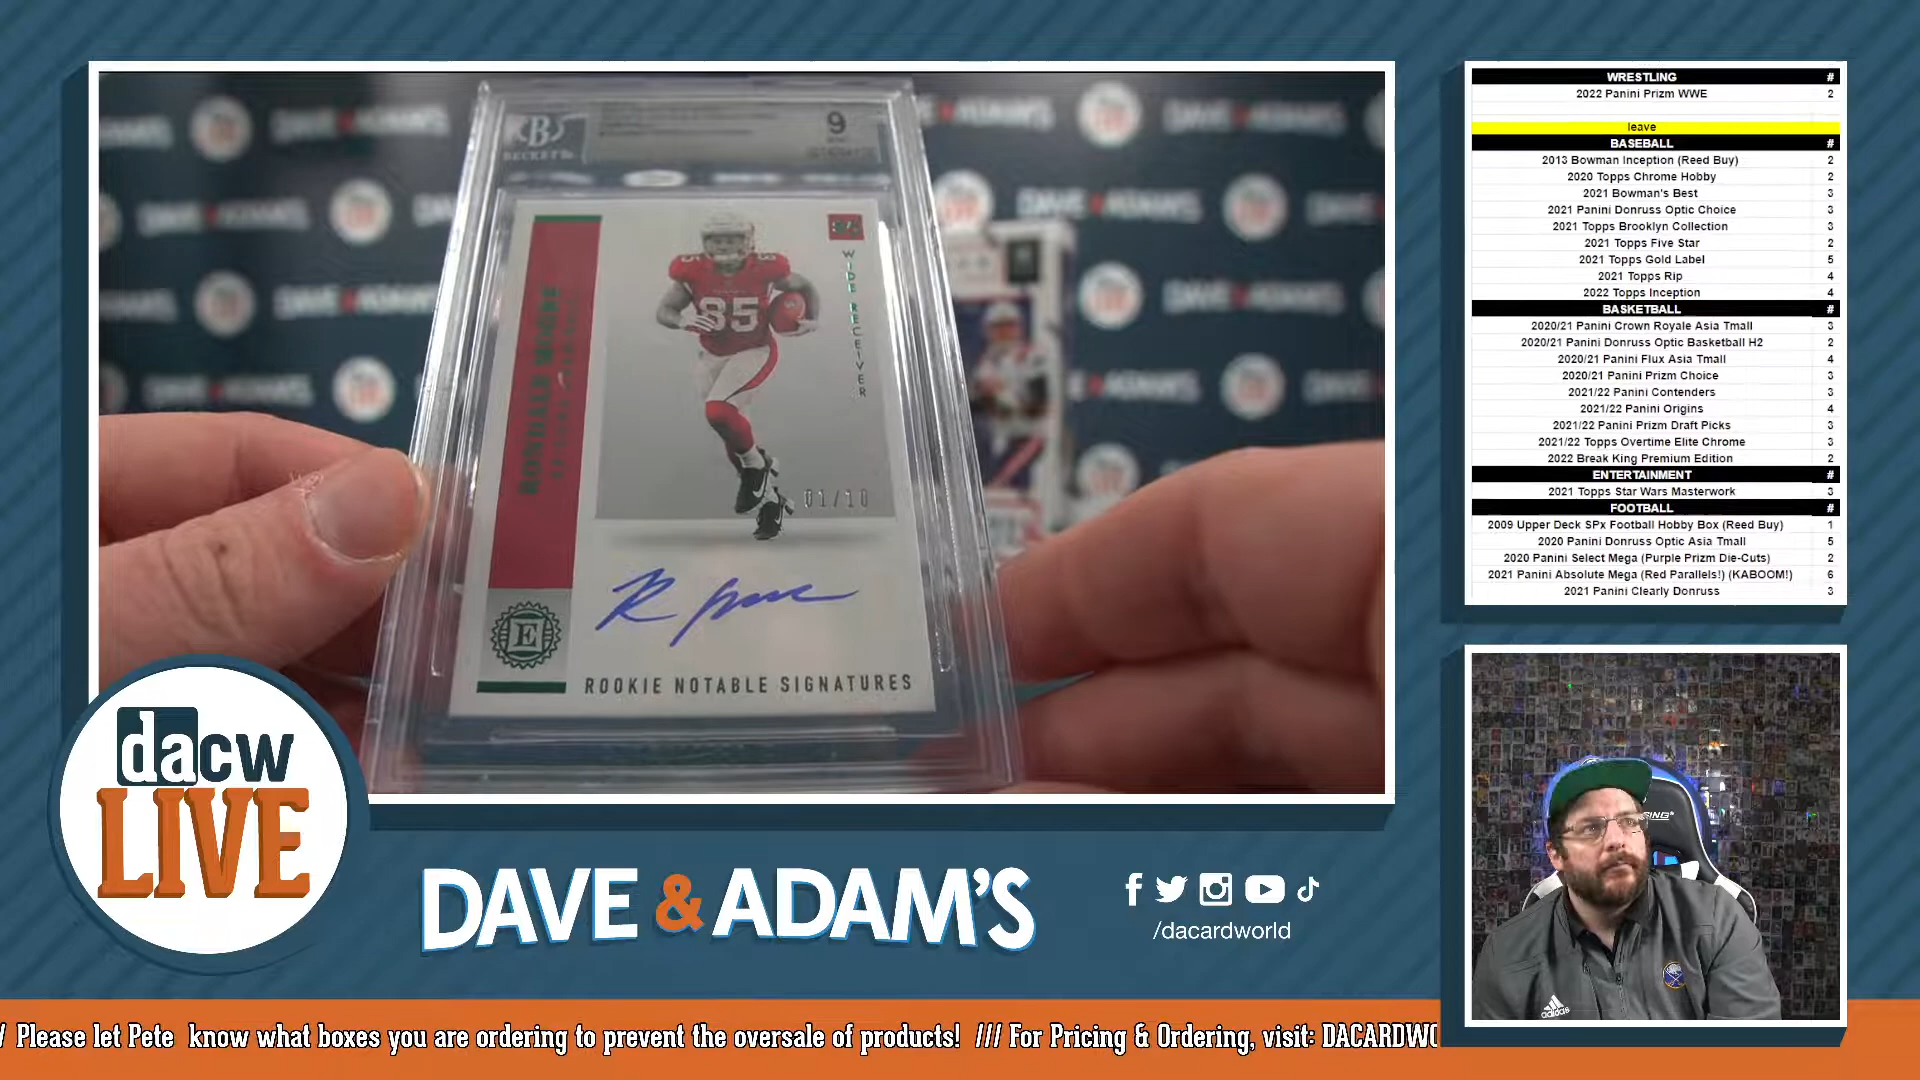 BECKETT
9
RONDALE MOORE
WIDE RECEIVER
85
01/10
E
ROOKIE NOTABLE SIGNATURES
DAVE & ADAM'S
dacw
LIVE
DAVE & ADAM'S
/dacardworld
WRESTLING #
2022 Panini Prizm WWE 2
leave
BASEBALL #
2013 Bowman Inception (Reed Buy) 2
2020 Topps Chrome Hobby 2
2021 Bowman's Best 3
2021 Panini Donruss Optic Choice 3
2021 Topps Brooklyn Collection 3
2021 Topps Five Star 2
2021 Topps Gold Label 5
2021 Topps Rip 4
2022 Topps Inception 4
BASKETBALL #
2020/21 Panini Crown Royale Asia Tmall 3
2020/21 Panini Donruss Optic Basketball H2 2
2020/21 Panini Flux Asia Tmall 4
2020/21 Panini Prizm Choice 3
2021/22 Panini Contenders 3
2021/22 Panini Origins 4
2021/22 Panini Prizm Draft Picks 3
2021/22 Topps Overtime Elite Chrome 3
2022 Break King Premium Edition 2
ENTERTAINMENT #
2021 Topps Star Wars Masterwork 3
FOOTBALL #
2009 Upper Deck SPx Football Hobby Box (Reed Buy) 1
2020 Panini Donruss Optic Asia Tmall 5
2020 Panini Select Mega (Purple Prizm Die-Cuts) 2
2021 Panini Absolute Mega (Red Parallels!) (KABOOM!) 6
2021 Panini Clearly Donruss 3
adidas
/ Please let Pete know what boxes you are ordering to prevent the oversale of products! /// For Pricing & Ordering, visit: DACARDWO